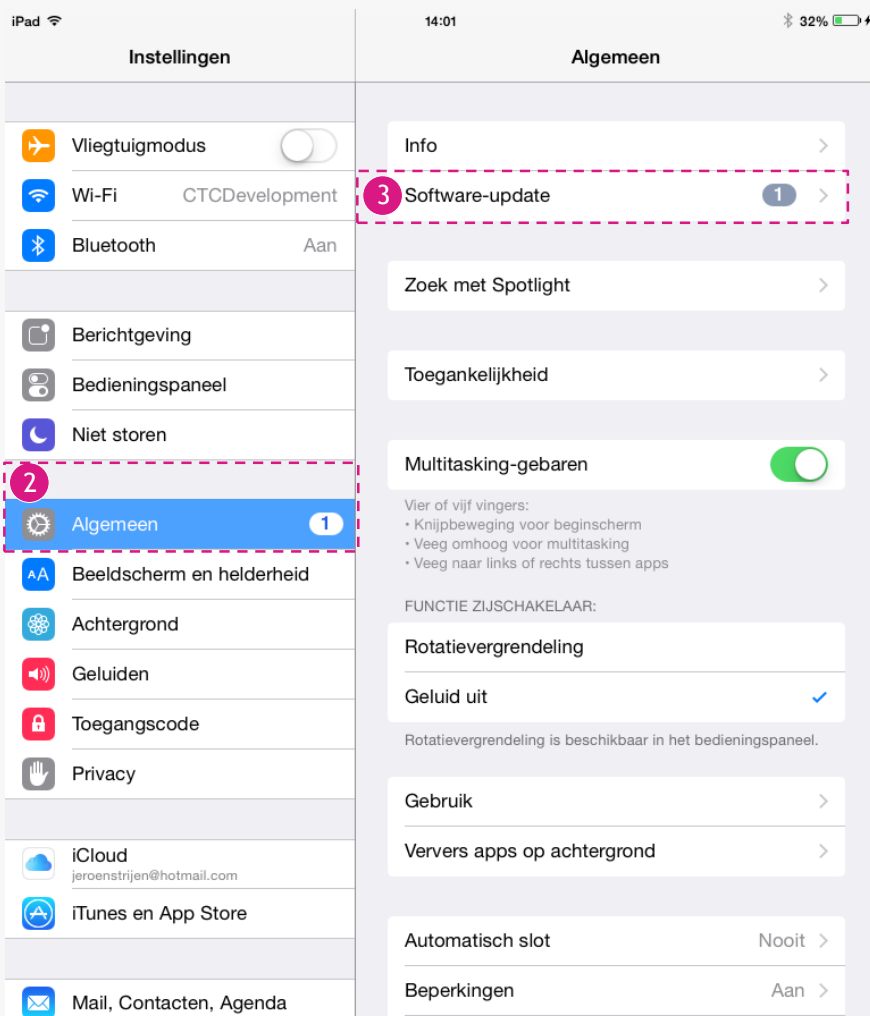 iPad
14:01
32%
Instellingen
Algemeen
Vliegtuigmodus
Wi-Fi CTCDevelopment
Bluetooth Aan
Berichtgeving
Bedieningspaneel
Niet storen
2
Algemeen 1
AA Beeldscherm en helderheid
Achtergrond
Geluiden
Toegangscode
Privacy
iCloud
jeroenstrijen@hotmail.com
iTunes en App Store
Mail, Contacten, Agenda
Info
3 Software-update 1
Zoek met Spotlight
Toegankelijkheid
Multitasking-gebaren
Vier of vijf vingers:
• Knijpbeweging voor beginscherm
• Veeg omhoog voor multitasking
• Veeg naar links of rechts tussen apps
FUNCTIE ZIJSCHAKELAAR:
Rotatievergrendeling
Geluid uit
Rotatievergrendeling is beschikbaar in het bedieningspaneel.
Gebruik
Ververs apps op achtergrond
Automatisch slot Nooit
Beperkingen Aan